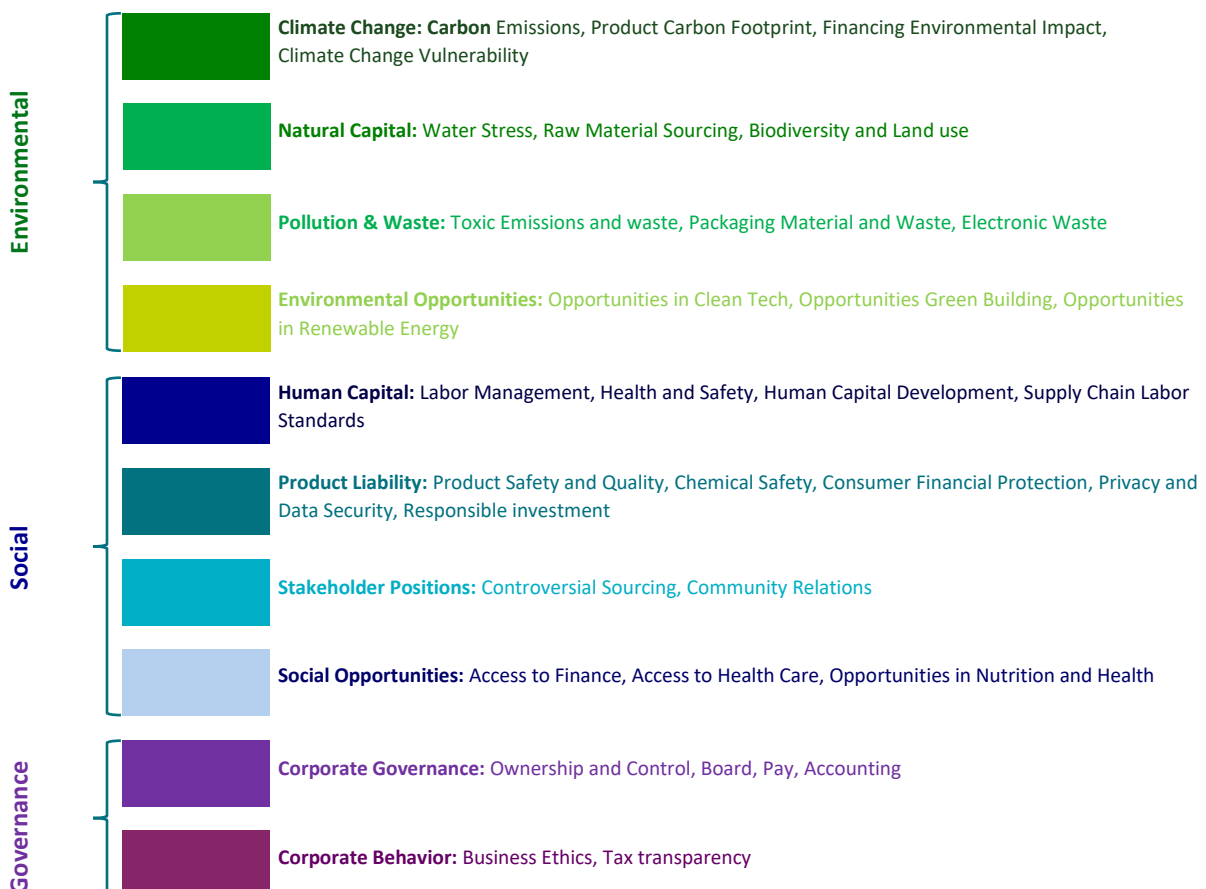 Environmental
Climate Change: Carbon Emissions, Product Carbon Footprint, Financing Environmental Impact,
Climate Change Vulnerability
Natural Capital: Water Stress, Raw Material Sourcing, Biodiversity and Land use
Pollution & Waste: Toxic Emissions and waste, Packaging Material and Waste, Electronic Waste
Environmental Opportunities: Opportunities in Clean Tech, Opportunities Green Building, Opportunities
in Renewable Energy
Social
Human Capital: Labor Management, Health and Safety, Human Capital Development, Supply Chain Labor
Standards
Product Liability: Product Safety and Quality, Chemical Safety, Consumer Financial Protection, Privacy and
Data Security, Responsible investment
Stakeholder Positions: Controversial Sourcing, Community Relations
Social Opportunities: Access to Finance, Access to Health Care, Opportunities in Nutrition and Health
Governance
Corporate Governance: Ownership and Control, Board, Pay, Accounting
Corporate Behavior: Business Ethics, Tax transparency